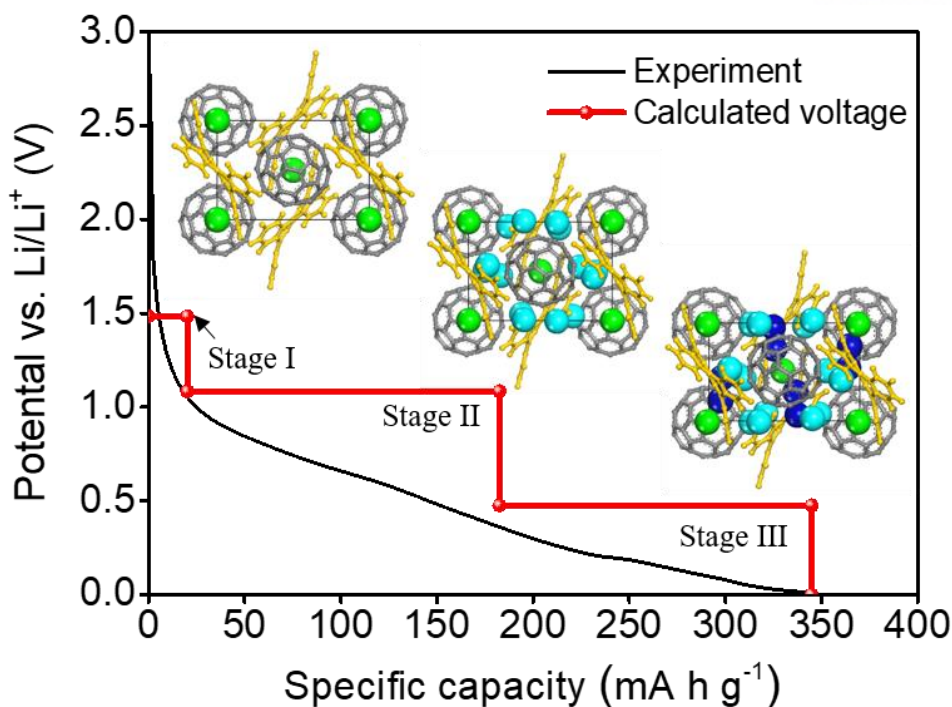 3.0
2.5
2.0
1.5
1.0
0.5
0.0
Potential vs. Li/Li⁺ (V)
Experiment
Calculated voltage
Stage I
Stage II
Stage III
0 50 100 150 200 250 300 350 400
Specific capacity (mA h g⁻¹)